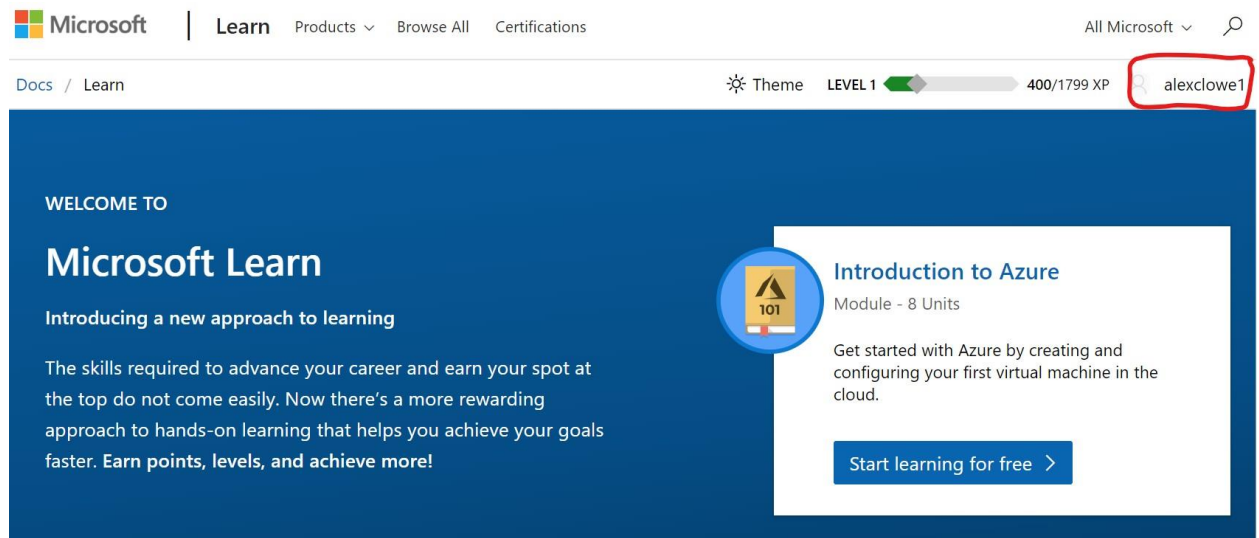 Microsoft | Learn Products Browse All Certifications All Microsoft
Docs / Learn Theme LEVEL 1 400/1799 XP alexclowe1
WELCOME TO
Microsoft Learn
Introducing a new approach to learning
The skills required to advance your career and earn your spot at
the top do not come easily. Now there's a more rewarding
approach to hands-on learning that helps you achieve your goals
faster. Earn points, levels, and achieve more!
101
Introduction to Azure
Module - 8 Units
Get started with Azure by creating and
configuring your first virtual machine in the
cloud.
Start learning for free